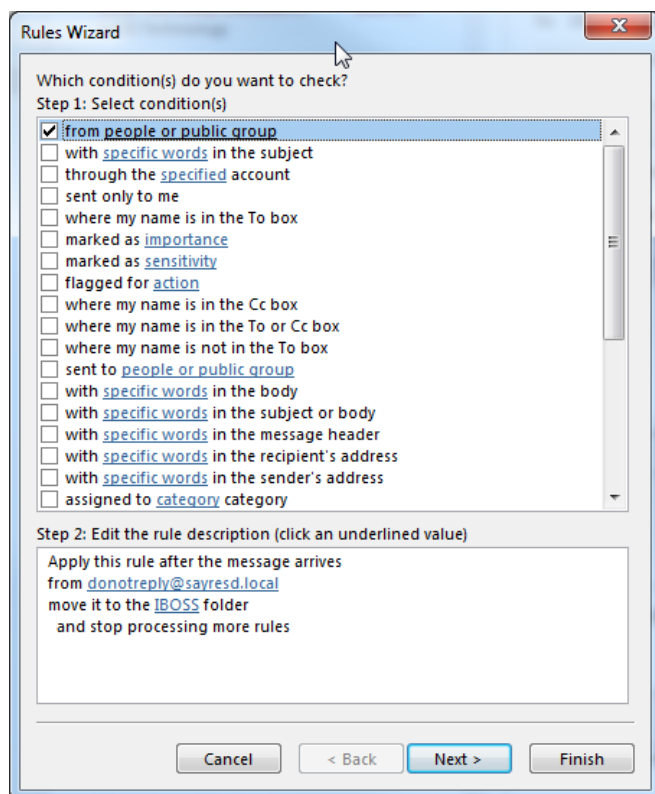 Rules Wizard
Which condition(s) do you want to check?
Step 1: Select condition(s)
from people or public group
with specific words in the subject
through the specified account
sent only to me
where my name is in the To box
marked as importance
marked as sensitivity
flagged for action
where my name is in the Cc box
where my name is in the To or Cc box
where my name is not in the To box
sent to people or public group
with specific words in the body
with specific words in the subject or body
with specific words in the message header
with specific words in the recipient's address
with specific words in the sender's address
assigned to category category
Step 2: Edit the rule description (click an underlined value)
Apply this rule after the message arrives
from donotreply@sayresd.local
move it to the IBOSS folder
and stop processing more rules
Cancel < Back Next > Finish